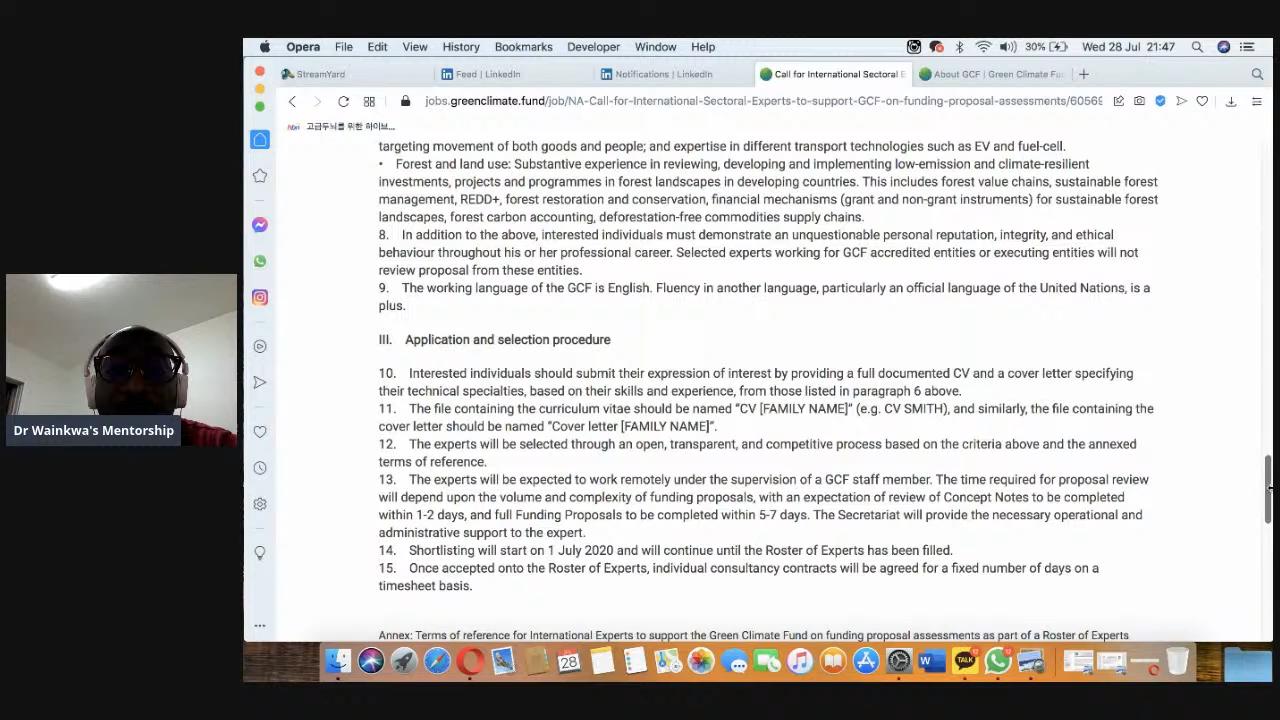 Opera File Edit View History Bookmarks Developer Window Help 30% Wed 28 Jul 21:47
StreamYard Feed | LinkedIn Notifications | LinkedIn Call for International Sectoral E About GCF | Green Climate Fu
jobs.greenclimate.fund/job/NA-Call-for-International-Sectoral-Experts-to-support-GCF-on-funding-proposal-assessments/60569
고급두뇌를 위한 하이브...
targeting movement of both goods and people; and expertise in different transport technologies such as EV and fuel-cell.
• Forest and land use: Substantive experience in reviewing, developing and implementing low-emission and climate-resilient
investments, projects and programmes in forest landscapes in developing countries. This includes forest value chains, sustainable forest
management, REDD+, forest restoration and conservation, financial mechanisms (grant and non-grant instruments) for sustainable forest
landscapes, forest carbon accounting, deforestation-free commodities supply chains.
8. In addition to the above, interested individuals must demonstrate an unquestionable personal reputation, integrity, and ethical
behaviour throughout his or her professional career. Selected experts working for GCF accredited entities or executing entities will not
review proposal from these entities.
9. The working language of the GCF is English. Fluency in another language, particularly an official language of the United Nations, is a
plus.
III. Application and selection procedure
10. Interested individuals should submit their expression of interest by providing a full documented CV and a cover letter specifying
their technical specialties, based on their skills and experience, from those listed in paragraph 6 above.
11. The file containing the curriculum vitae should be named “CV [FAMILY NAME]” (e.g. CV SMITH), and similarly, the file containing the
cover letter should be named “Cover letter [FAMILY NAME]”.
12. The experts will be selected through an open, transparent, and competitive process based on the criteria above and the annexed
terms of reference.
13. The experts will be expected to work remotely under the supervision of a GCF staff member. The time required for proposal review
will depend upon the volume and complexity of funding proposals, with an expectation of review of Concept Notes to be completed
within 1-2 days, and full Funding Proposals to be completed within 5-7 days. The Secretariat will provide the necessary operational and
administrative support to the expert.
14. Shortlisting will start on 1 July 2020 and will continue until the Roster of Experts has been filled.
15. Once accepted onto the Roster of Experts, individual consultancy contracts will be agreed for a fixed number of days on a
timesheet basis.
Annex: Terms of reference for International Experts to support the Green Climate Fund on funding proposal assessments as part of a Roster of Experts
Dr Wainkwa's Mentorship
28
TALK